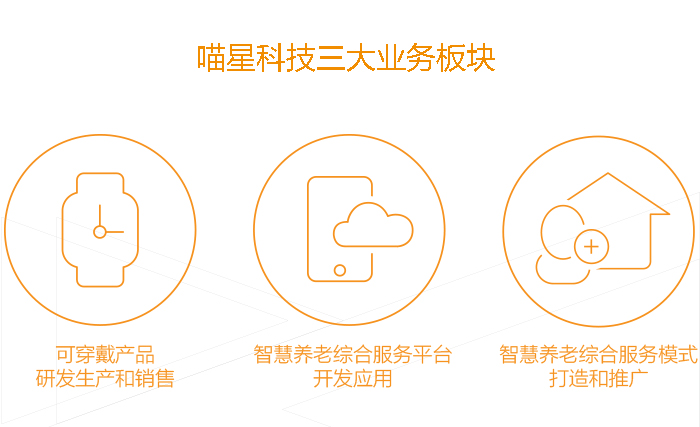 喵星科技三大业务板块
可穿戴产品
研发生产和销售
智慧养老综合服务平台
开发应用
智慧养老综合服务模式
打造和推广